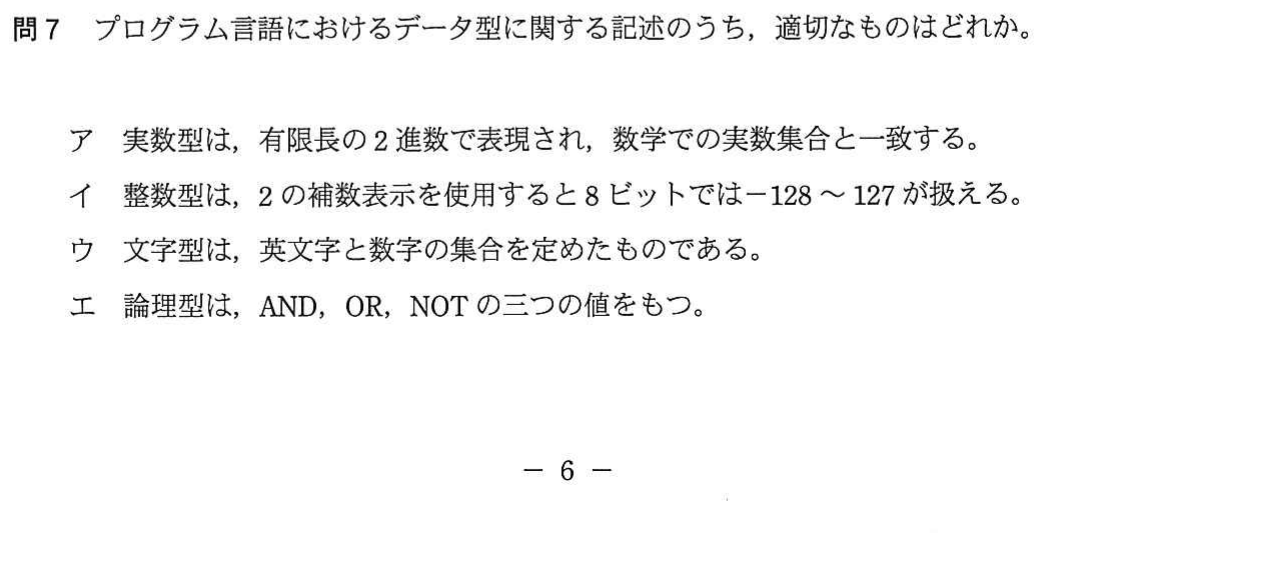 問7 プログラム言語におけるデータ型に関する記述のうち，適切なものはどれか。
ア 実数型は，有限長の2進数で表現され，数学での実数集合と一致する。
イ 整数型は，2の補数表示を使用すると8ビットでは－128～127が扱える。
ウ 文字型は，英文字と数字の集合を定めたものである。
エ 論理型は，AND，OR，NOTの三つの値をもつ。
－ 6 －